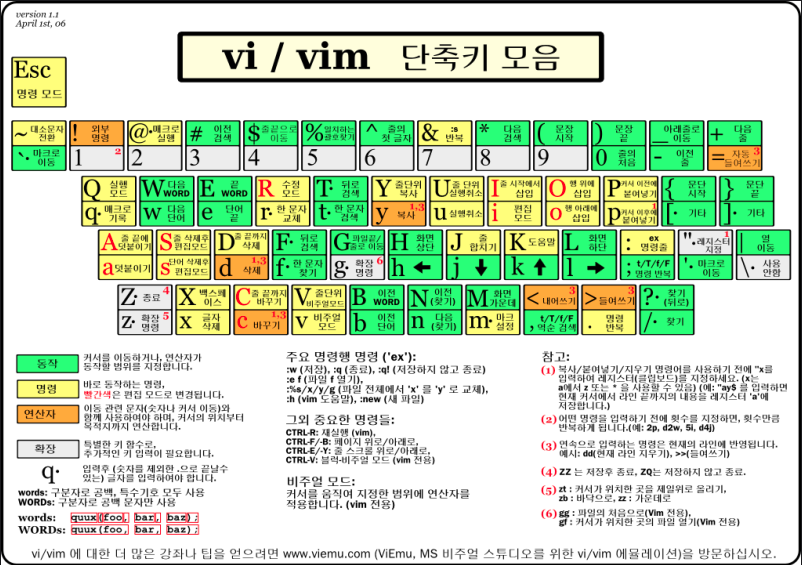 version 1.1
April 1st, 06
vi / vim 단축키 모음
Esc
명령 모드
~ 대소문자 전환
! 외부 명령
@· 매크로 실행
# 이전 검색
$ 줄끝으로 이동
% 일치하는 괄호찾기
^ 줄의 첫 글자
& :s 반복
* 다음 검색
( 문장 시작
) 문장 끝
_ 아래줄로 이동
+ 다음 줄
`· 마크로 이동
1 2
2
3
4
5
6
7
8
9
0 줄의 처음
- 이전 줄
= 자동 들여쓰기 3
Q 실행 모드
W 다음 WORD
E 끝 WORD
R 수정 모드
T· 뒤로 검색
Y 줄단위 복사
U 줄 단위 실행취소
I 줄 시작에서 삽입
O 행 위에 삽입
P 커서 이전에 붙여넣기
{ 문단 시작
} 문단 끝
q· 매크로 기록
w 다음 단어
e 끝 단어
r· 한 문자 교체
t· 한 문자 검색
y 복사 1,3
u 실행취소
i 편집 모드
o 행 아래에 삽입
p 커서 이후에 붙여넣기 1
[· 기타
]· 기타
A 줄 끝에 덧붙이기
S 줄 삭제후 편집모드
D 줄 끝까지 삭제
F· 뒤로 검색
G 파일끝/줄로 이동
H 화면 상단
J 줄 합치기
K 도움말
L 화면 하단
: ex 명령줄
"· 레지스터 지정 1
| 열 이동
a 덧붙이기
s 단어 삭제후 편집모드
d 삭제 1,3
f· 한 문자 찾기
g· 확장 명령 6
h ←
j ↓
k ↑
l →
; t/T/f/F 명령 반복
'· 마크로 이동
\· 사용 안함
Z· 종료 4
X 백스페이스
C 줄 끝까지 바꾸기
V 줄단위 비주얼모드
B 이전 WORD
N 이전 (찾기)
M 화면 가운데
< 내어쓰기 3
> 들여쓰기 3
?· 찾기 (뒤로)
z· 확장 명령 5
x 글자 삭제
c 바꾸기 1,3
v 비주얼 모드
b 이전 단어
n 다음 (찾기)
m· 마크 설정
, t/T/f/F 역순 검색
. 명령 반복
/· 찾기
동작 커서를 이동하거나, 연산자가
동작할 범위를 지정합니다.
명령 바로 동작하는 명령,
빨간색은 편집 모드로 변경됩니다.
연산자 이동 관련 문자(숫자나 커서 이동)와
함께 사용하여야 하며, 커서의 위치부터
목적지까지 연산합니다.
확장 특별한 키 함수로,
추가적인 키 입력이 필요합니다.
q· 입력후 (숫자를 제외한 .으로 끝날수
있는) 글자를 입력하여야 합니다.
words: 구분자로 공백, 특수기호 모두 사용
WORDs: 구분자로 공백 문자만 사용
words: quux(foo, bar, baz);
WORDs: quux(foo, bar, baz);
주요 명령행 명령 ('ex'):
:w (저장), :q (종료), :q! (저장하지 않고 종료)
:e f (파일 f 열기),
:%s/x/y/g (파일 전체에서 'x' 를 'y' 로 교체),
:h (vim 도움말), :new (새 파일)
그외 중요한 명령들:
CTRL-R: 재실행 (vim),
CTRL-F/-B: 페이지 위로/아래로,
CTRL-E/-Y: 줄 스크롤 위로/아래로,
CTRL-V: 블럭-비주얼 모드 (vim 전용)
비주얼 모드:
커서를 움직여 지정한 범위에 연산자를
적용합니다. (vim 전용)
참고:
(1) 복사/붙여넣기/지우기 명령어를 사용하기 전에 "x를
입력하여 레지스터(클립보드)를 지정하세요. (x는
a에서 z 또는 * 을 사용할 수 있음) (예: "ay$ 를 입력하면
현재 커서에서 라인 끝까지의 내용을 레지스터 'a'에
저장합니다.)
(2) 어떤 명령을 입력하기 전에 횟수를 지정하면, 횟수만큼
반복하게 됩니다.(예: 2p, d2w, 5i, d4j)
(3) 연속으로 입력하는 명령은 현재의 라인에 반영됩니다.
예시: dd(현재 라인 지우기), >>(들여쓰기)
(4) ZZ 는 저장후 종료, ZQ는 저장하지 않고 종료.
(5) zt : 커서가 위치한 곳을 제일위로 올리기,
zb : 바닥으로, zz : 가운데로
(6) gg : 파일의 처음으로(Vim 전용),
gf : 커서가 위치한 곳의 파일 열기(Vim 전용)
vi/vim 에 대한 더 많은 강좌나 팁을 얻으려면 www.viemu.com (ViEmu, MS 비주얼 스튜디오를 위한 vi/vim 에뮬레이션)을 방문하십시오.